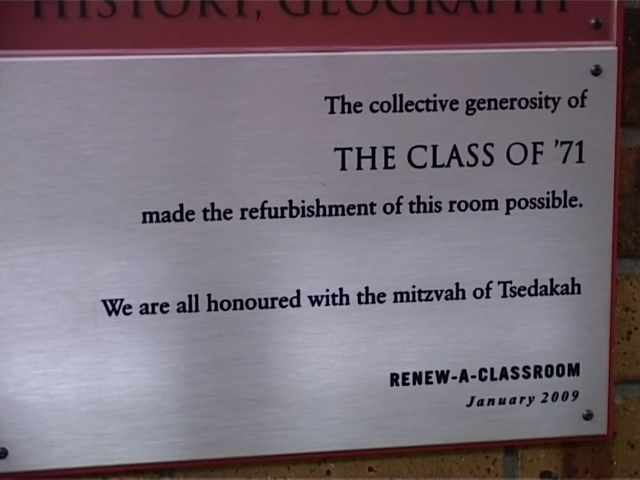 HISTORY, GEOGRAPHY
The collective generosity of
THE CLASS OF '71
made the refurbishment of this room possible.
We are all honoured with the mitzvah of Tsedakah
RENEW-A-CLASSROOM
January 2009